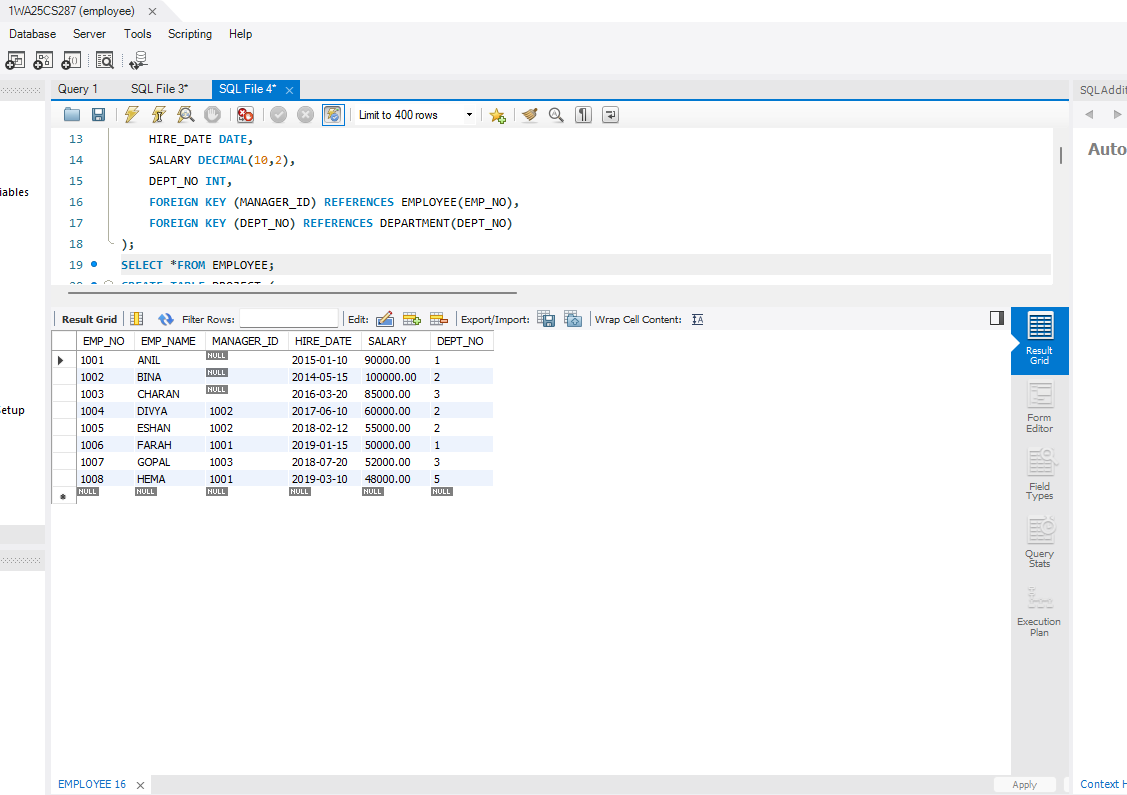 1WA25CS287 (employee)
Database Server Tools Scripting Help
Query 1 SQL File 3* SQL File 4* SQLAddit
Limit to 400 rows
Auto
13 HIRE_DATE DATE,
14 SALARY DECIMAL(10,2),
15 DEPT_NO INT,
16 FOREIGN KEY (MANAGER_ID) REFERENCES EMPLOYEE(EMP_NO),
17 FOREIGN KEY (DEPT_NO) REFERENCES DEPARTMENT(DEPT_NO)
18 );
19 SELECT *FROM EMPLOYEE;
20 CREATE TABLE PROJECT (
iables
etup
Result Grid Filter Rows: Edit: Export/Import: Wrap Cell Content: IA
EMP_NO EMP_NAME MANAGER_ID HIRE_DATE SALARY DEPT_NO
1001 ANIL NULL 2015-01-10 90000.00 1
1002 BINA NULL 2014-05-15 100000.00 2
1003 CHARAN NULL 2016-03-20 85000.00 3
1004 DIVYA 1002 2017-06-10 60000.00 2
1005 ESHAN 1002 2018-02-12 55000.00 2
1006 FARAH 1001 2019-01-15 50000.00 1
1007 GOPAL 1003 2018-07-20 52000.00 3
1008 HEMA 1001 2019-03-10 48000.00 5
NULL NULL NULL NULL NULL NULL
Result
Grid
Form
Editor
Field
Types
Query
Stats
Execution
Plan
EMPLOYEE 16 Apply Context H